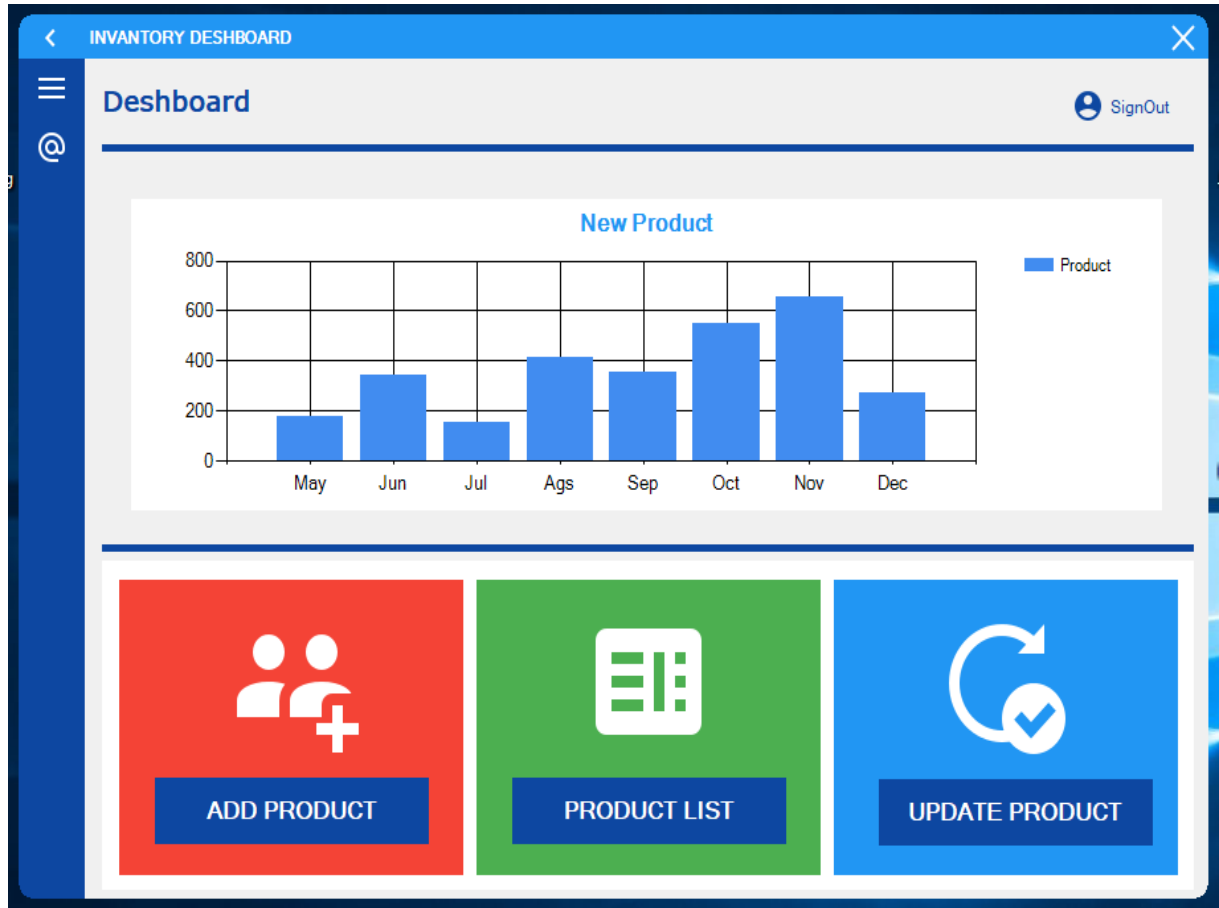 INVANTORY DESHBOARD
Deshboard
SignOut
New Product
800
600
400
200
0
Product
May Jun Jul Ags Sep Oct Nov Dec
ADD PRODUCT
PRODUCT LIST
UPDATE PRODUCT